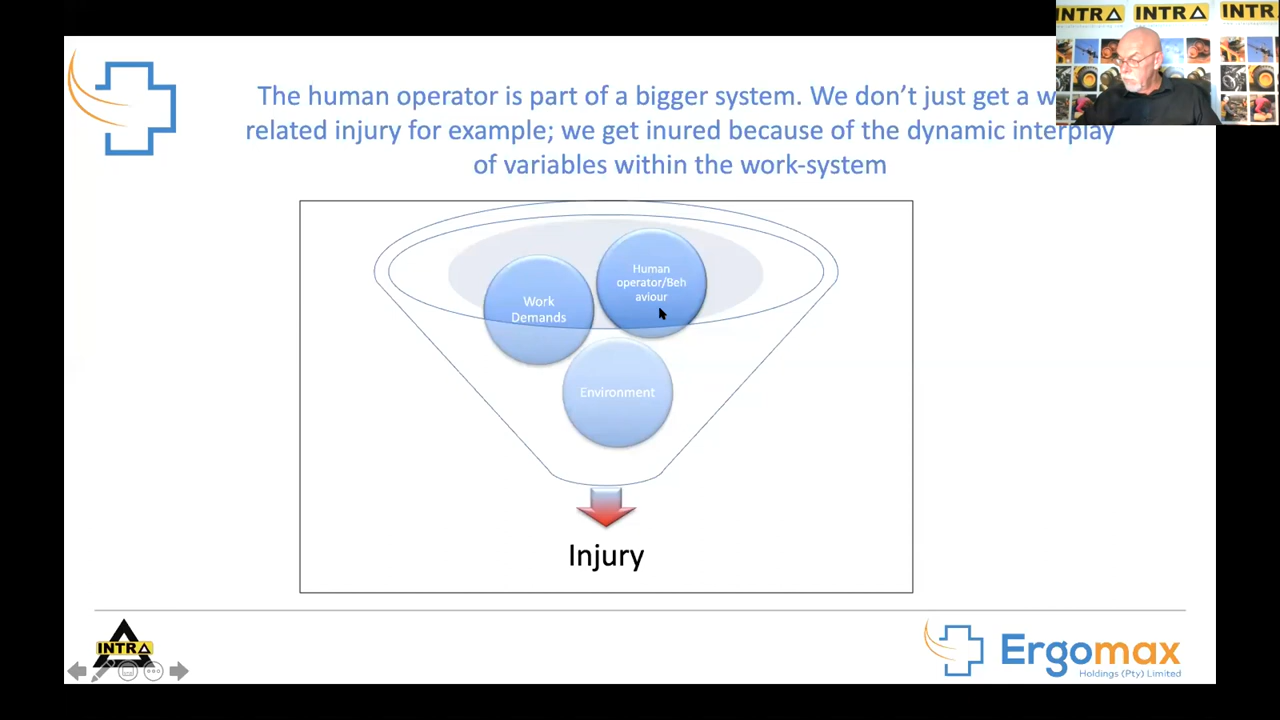 INTRA INTRA INTR
The human operator is part of a bigger system. We don't just get a w
related injury for example; we get inured because of the dynamic interplay
of variables within the work-system
Human
operator/Beh
aviour
Work
Demands
Environment
Injury
INTRA
Ergomax
Holdings (Pty) Limited